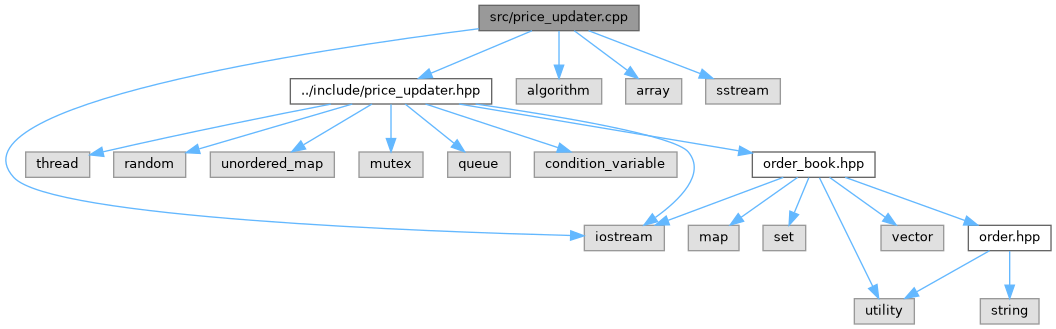 src/price_updater.cpp
../include/price_updater.hpp
algorithm
array
sstream
thread
random
unordered_map
mutex
queue
condition_variable
order_book.hpp
iostream
map
set
vector
order.hpp
utility
string